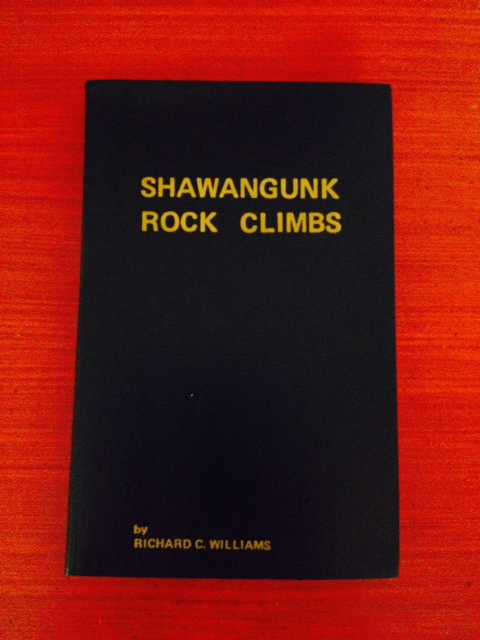 SHAWANGUNK
ROCK CLIMBS
by
RICHARD C. WILLIAMS